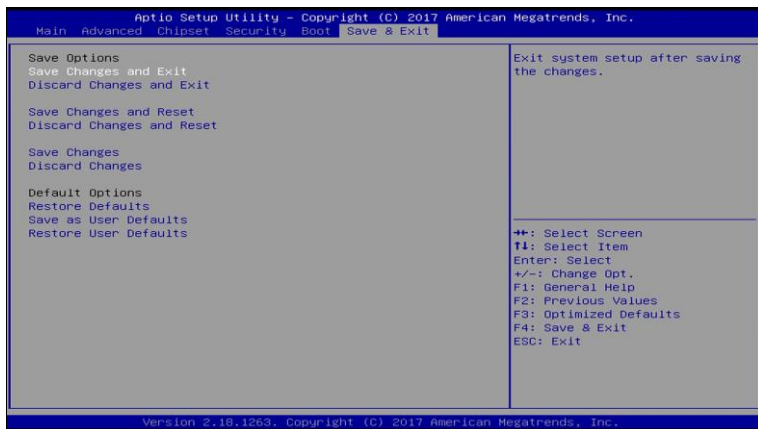 Aptio Setup Utility – Copyright (C) 2017 American Megatrends, Inc.
Main Advanced Chipset Security Boot Save & Exit
Save Options
Save Changes and Exit
Discard Changes and Exit
Save Changes and Reset
Discard Changes and Reset
Save Changes
Discard Changes
Default Options
Restore Defaults
Save as User Defaults
Restore User Defaults
Exit system setup after saving
the changes.
→←: Select Screen
↑↓: Select Item
Enter: Select
+/-: Change Opt.
F1: General Help
F2: Previous Values
F3: Optimized Defaults
F4: Save & Exit
ESC: Exit
Version 2.18.1263. Copyright (C) 2017 American Megatrends, Inc.